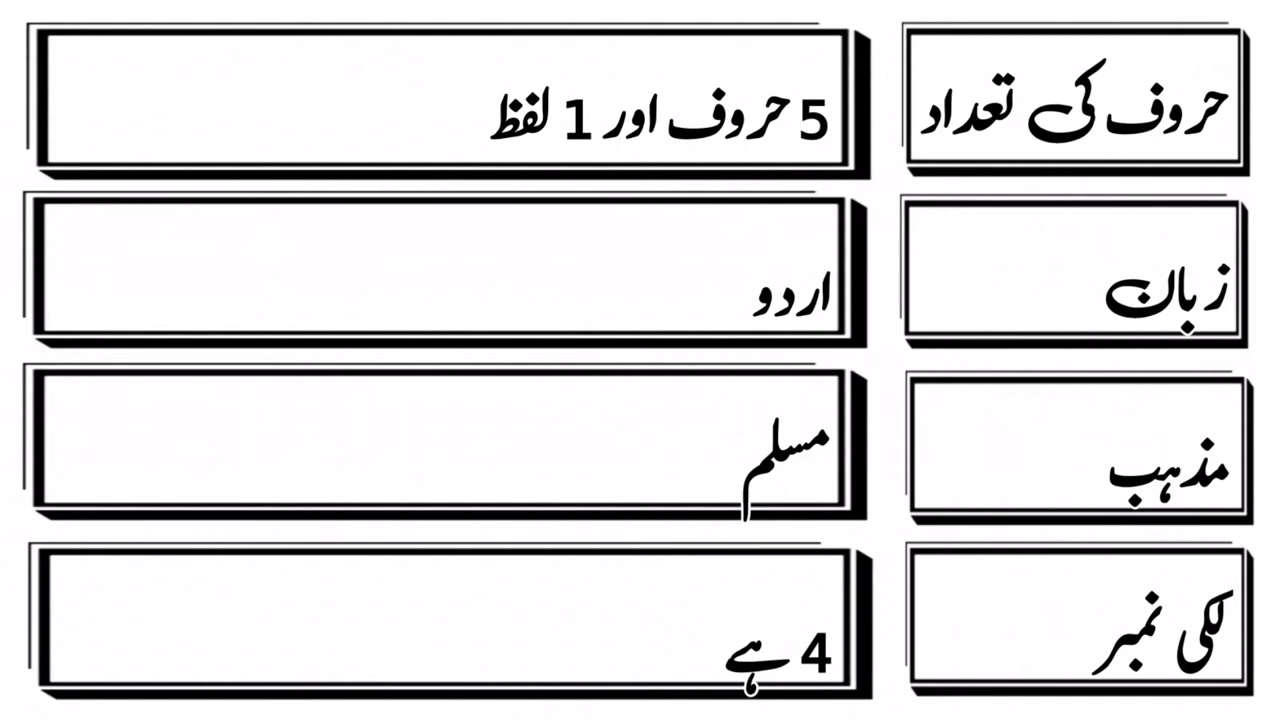 حروف کی تعداد
5 حروف اور 1 لفظ
زبان
اردو
مذہب
مسلم
لکی نمبر
4 ہے